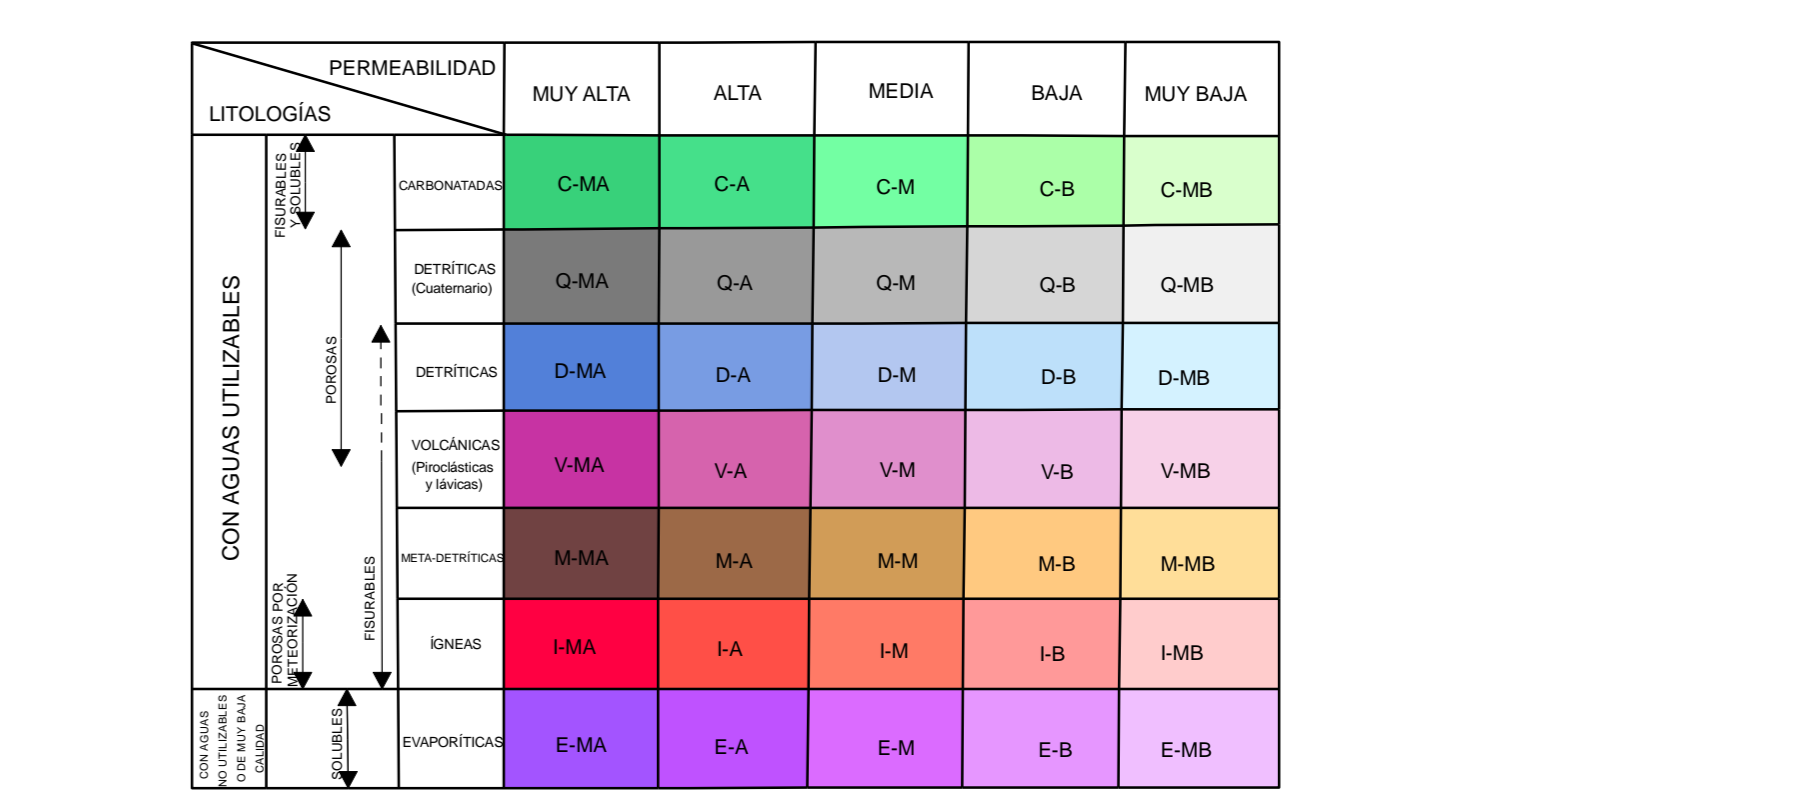 PERMEABILIDAD
LITOLOGÍAS
MUY ALTA
ALTA
MEDIA
BAJA
MUY BAJA
CON AGUAS UTILIZABLES
FISURABLES
Y SOLUBLES
POROSAS
FISURABLES
POROSAS POR
METEORIZACIÓN
CARBONATADAS
C-MA
C-A
C-M
C-B
C-MB
DETRÍTICAS
(Cuaternario)
Q-MA
Q-A
Q-M
Q-B
Q-MB
DETRÍTICAS
D-MA
D-A
D-M
D-B
D-MB
VOLCÁNICAS
(Piroclásticas
y lávicas)
V-MA
V-A
V-M
V-B
V-MB
META-DETRÍTICAS
M-MA
M-A
M-M
M-B
M-MB
ÍGNEAS
I-MA
I-A
I-M
I-B
I-MB
CON AGUAS
NO UTILIZABLES
O DE MUY BAJA
CALIDAD
SOLUBLES
EVAPORÍTICAS
E-MA
E-A
E-M
E-B
E-MB